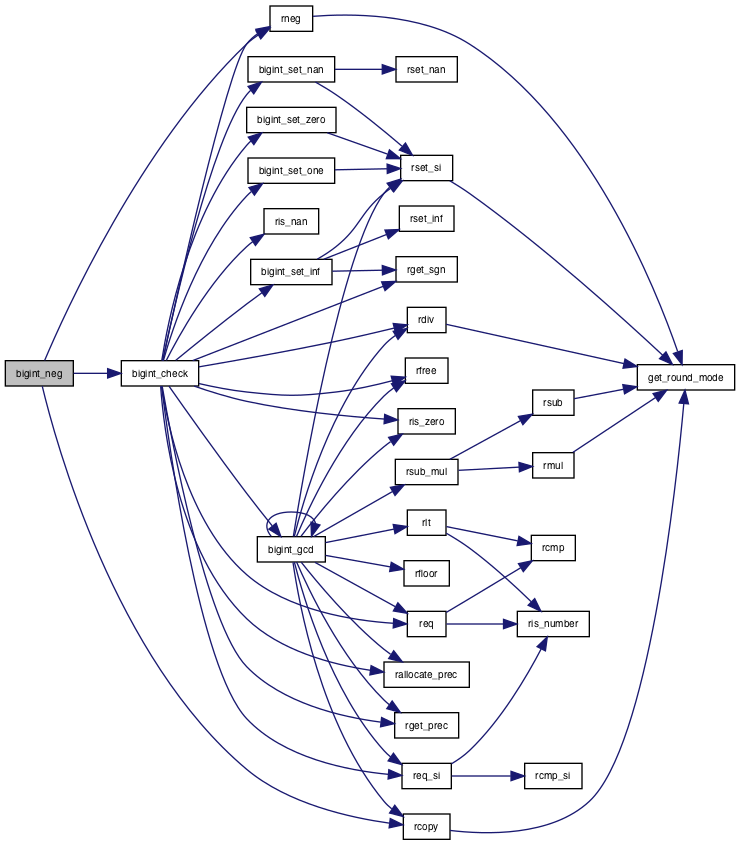 rneg
bigint_set_nan
rset_nan
bigint_set_zero
rset_si
bigint_set_one
ris_nan
rset_inf
bigint_set_inf
rget_sgn
rdiv
bigint_neg
bigint_check
rfree
get_round_mode
rsub
ris_zero
rsub_mul
rmul
rlt
bigint_gcd
rcmp
rfloor
req
ris_number
rallocate_prec
rget_prec
req_si
rcmp_si
rcopy